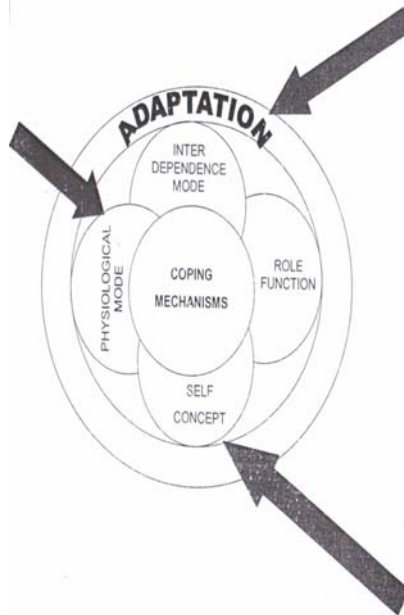 ADAPTATION
INTER
DEPENDENCE
MODE
PHYSIOLOGICAL
MODE
COPING
MECHANISMS
ROLE
FUNCTION
SELF
CONCEPT